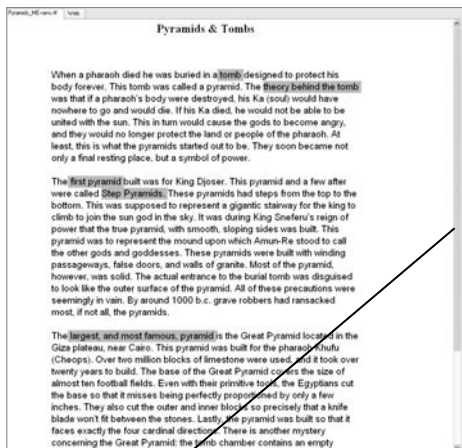 Pyramids_MEvans.rtf Web
Pyramids & Tombs
When a pharaoh died he was buried in a tomb designed to protect his
body forever. This tomb was called a pyramid. The theory behind the tomb
was that if a pharaoh's body were destroyed, his Ka (soul) would have
nowhere to go and would die. If his Ka died, he would not be able to be
united with the sun. This in turn would cause the gods to become angry,
and they would no longer protect the land or people of the pharaoh. At
least, this is what the pyramids started out to be. They soon became not
only a final resting place, but a symbol of power.
The first pyramid built was for King Djoser. This pyramid and a few after
were called Step Pyramids. These pyramids had steps from the top to the
bottom. This was supposed to represent a gigantic stairway for the king to
climb to join the sun god in the sky. It was during King Sneferu's reign of
power that the true pyramid, with smooth, sloping sides was built. This
pyramid was to represent the mound upon which Amun-Re stood to call
the other gods and goddesses. These pyramids were built with winding
passageways, false doors, and walls of granite. Most of the pyramid,
however, was solid. The actual entrance to the burial tomb was disguised
to look like the outer surface of the pyramid. All of these precautions were
seemingly in vain. By around 1000 b.c. grave robbers had ransacked
most, if not all, the pyramids.
The largest, and most famous, pyramid is the Great Pyramid located in the
Giza plateau, near Cairo. This pyramid was built for the pharaoh Khufu
(Cheops). Over two million blocks of limestone were used, and it took over
twenty years to build. The base of the Great Pyramid covers the size of
almost ten football fields. Even with their primitive tools, the Egyptians cut
the base so that it misses being perfectly proportioned by only a few
inches. They also cut the outer and inner blocks so precisely that a knife
blade won't fit between the stones. Lastly, the pyramid was built so that it
faces exactly the four cardinal directions. There is another mystery
concerning the Great Pyramid: the tomb chamber contains an empty